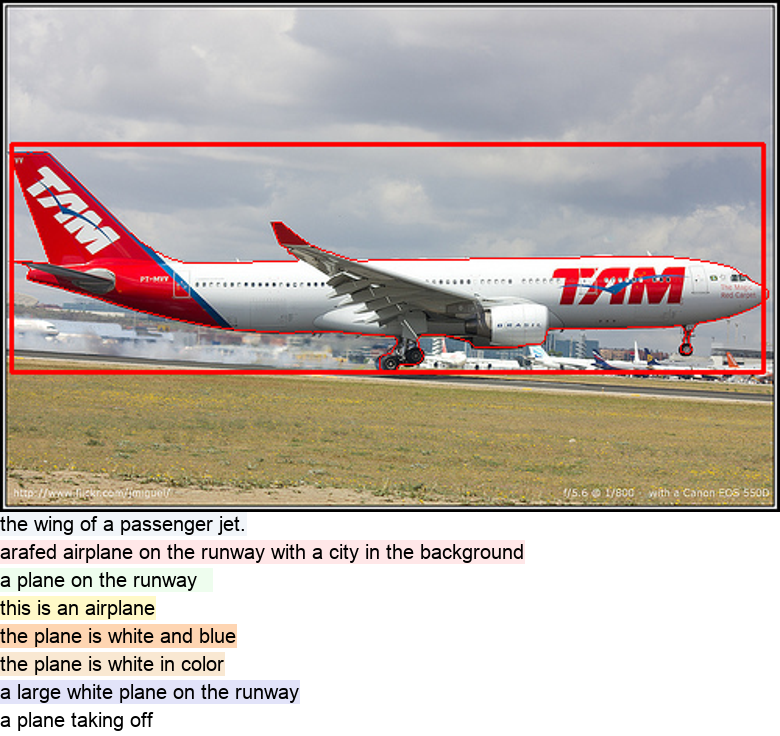 YY
TAM
PT-MVV
TAM
The Magic
Red Carpet
BRASIL
http://www.flickr.com/jmiguel/
f/5.6 @ 1/800 with a Canon EOS 550D
the wing of a passenger jet.
arafed airplane on the runway with a city in the background
a plane on the runway
this is an airplane
the plane is white and blue
the plane is white in color
a large white plane on the runway
a plane taking off